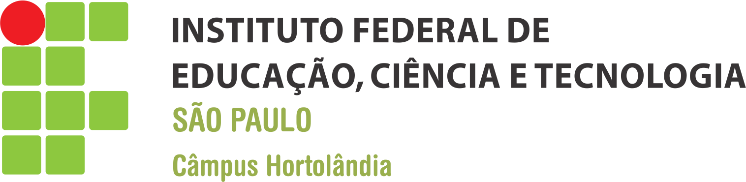 INSTITUTO FEDERAL DE
EDUCAÇÃO, CIÊNCIA E TECNOLOGIA
SÃO PAULO
Câmpus Hortolândia